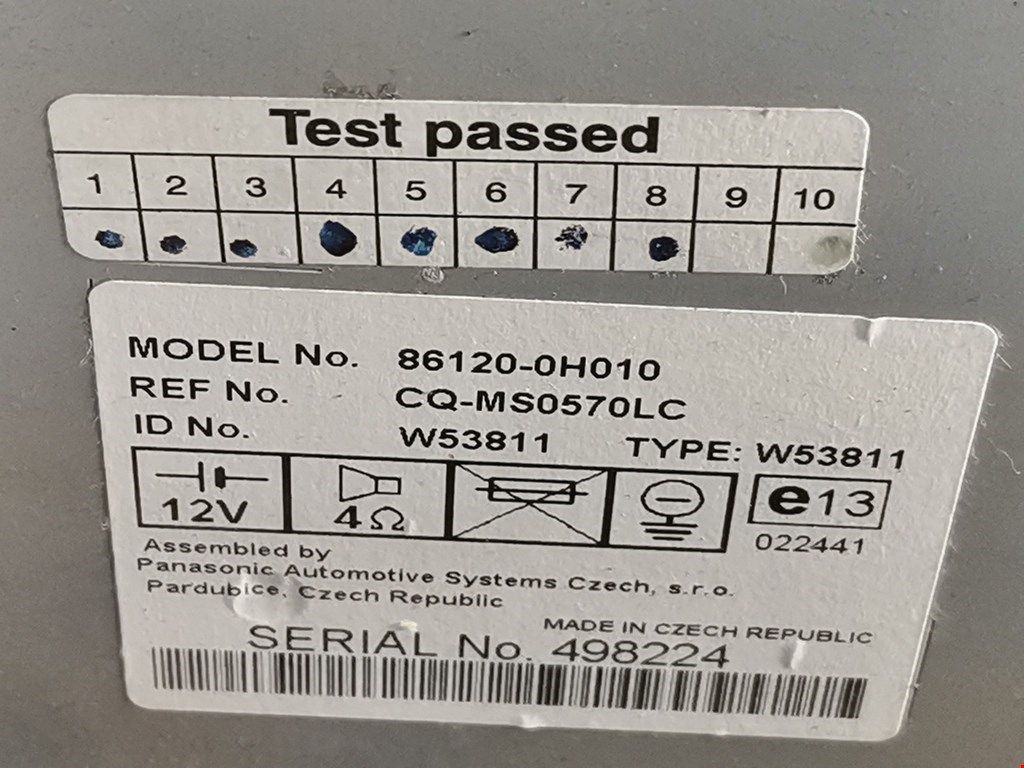 Test passed
1 2 3 4 5 6 7 8 9 10
MODEL No. 86120-0H010
REF No. CQ-MS0570LC
ID No. W53811 TYPE: W53811
12V 4Ω e13
022441
Assembled by
Panasonic Automotive Systems Czech, s.r.o.
Pardubice, Czech Republic
MADE IN CZECH REPUBLIC
SERIAL No. 498224